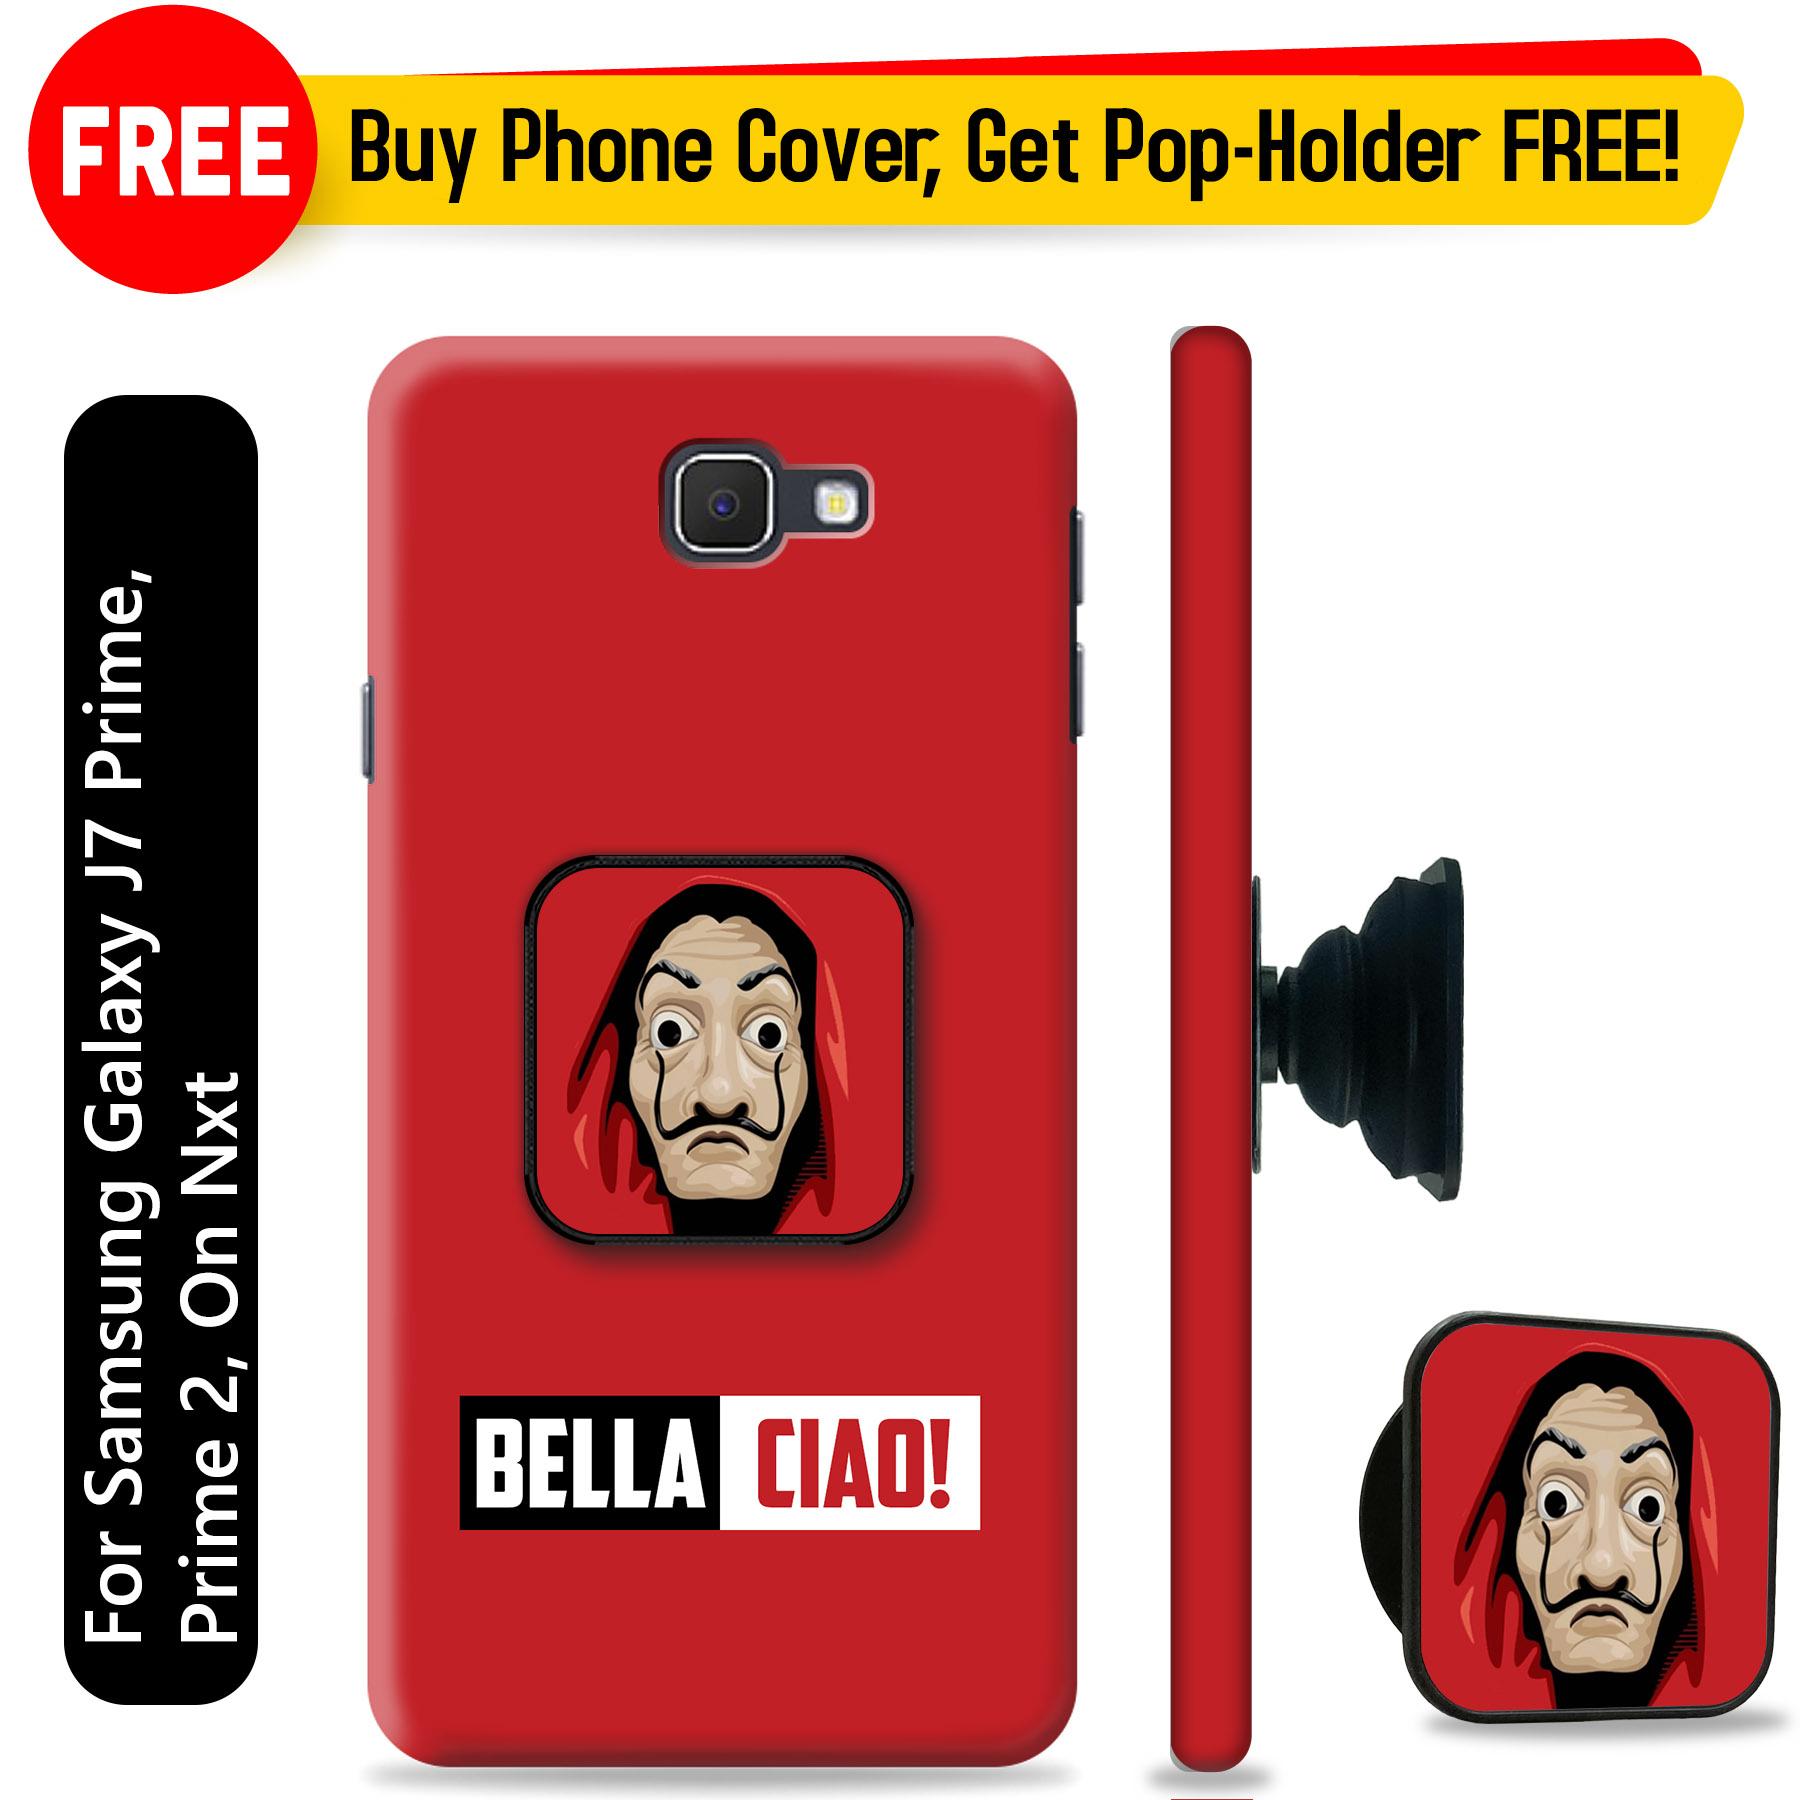 FREE
Buy Phone Cover, Get Pop-Holder FREE!
For Samsung Galaxy J7 Prime,
Prime 2, On Nxt
BELLA CIAO!